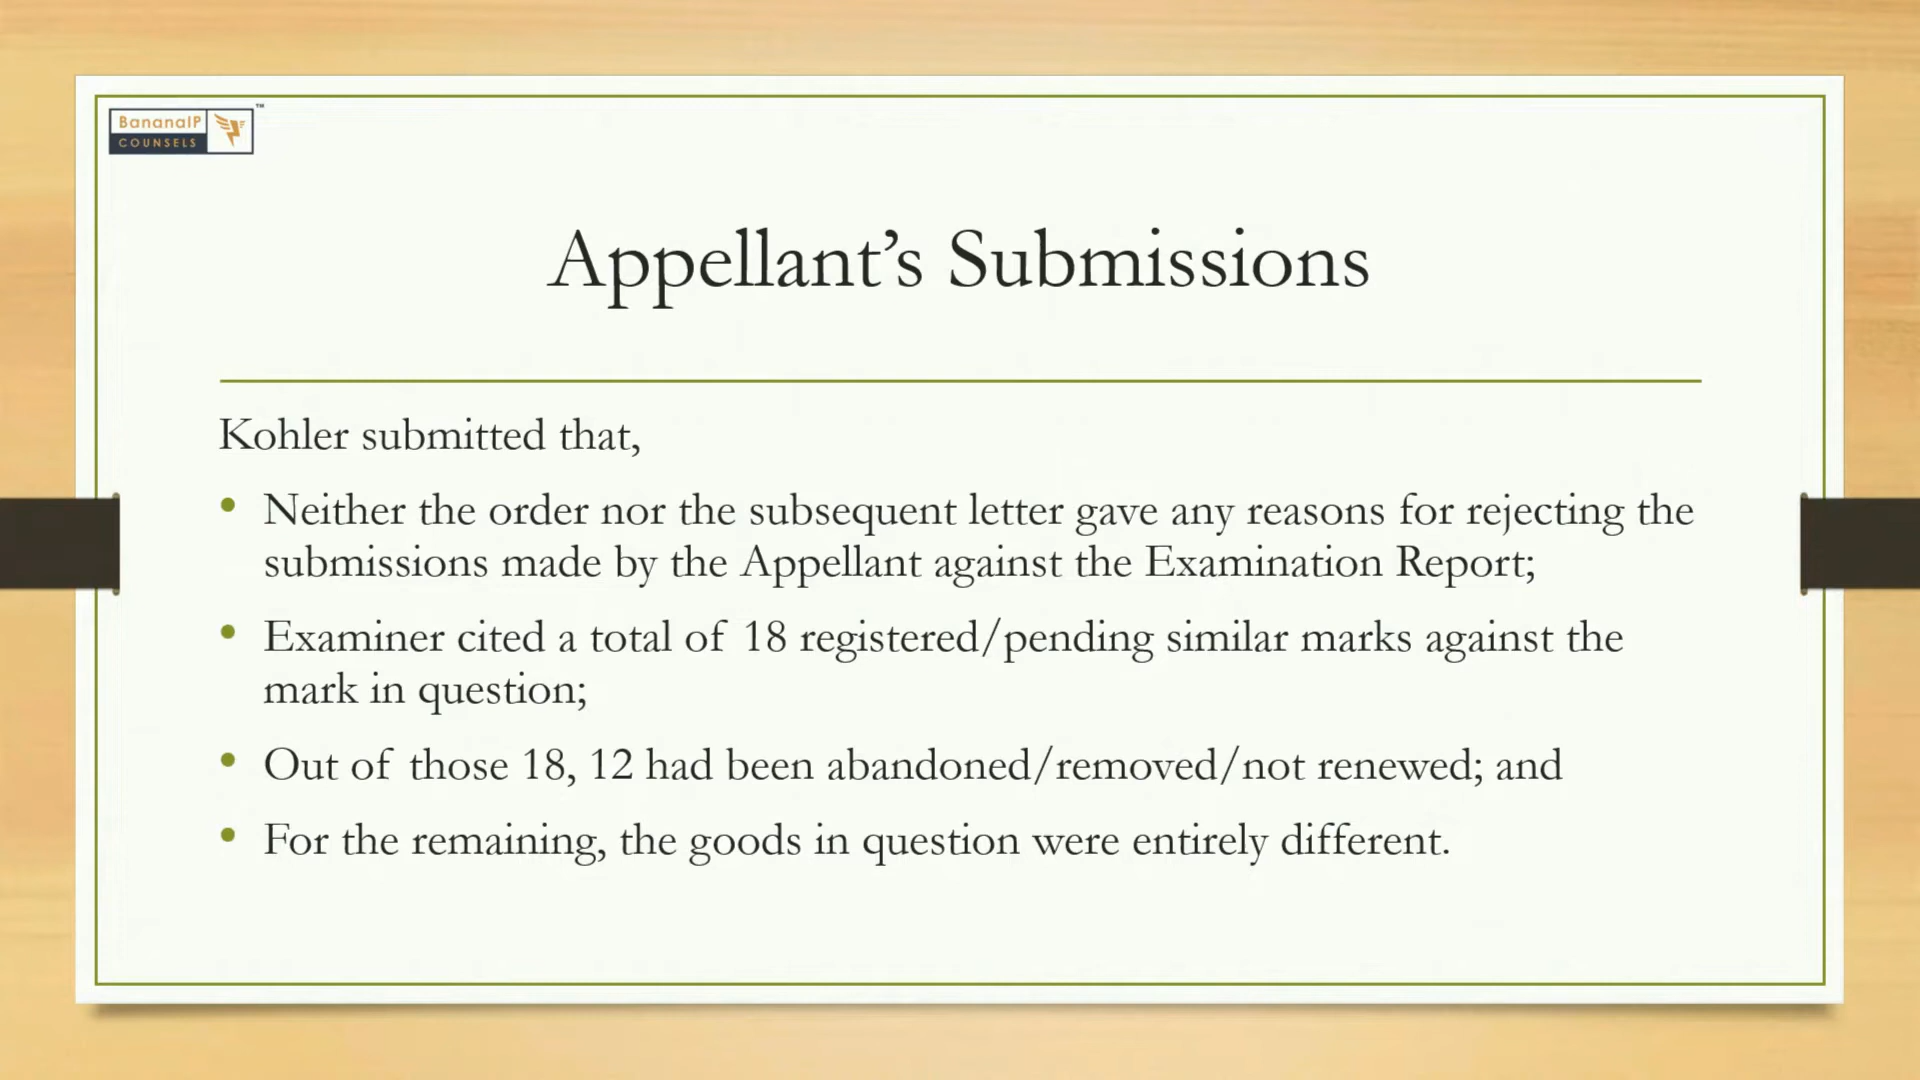 BananaIP
COUNSELS
™
Appellant’s Submissions
Kohler submitted that,
• Neither the order nor the subsequent letter gave any reasons for rejecting the
submissions made by the Appellant against the Examination Report;
• Examiner cited a total of 18 registered/pending similar marks against the
mark in question;
• Out of those 18, 12 had been abandoned/removed/not renewed; and
• For the remaining, the goods in question were entirely different.